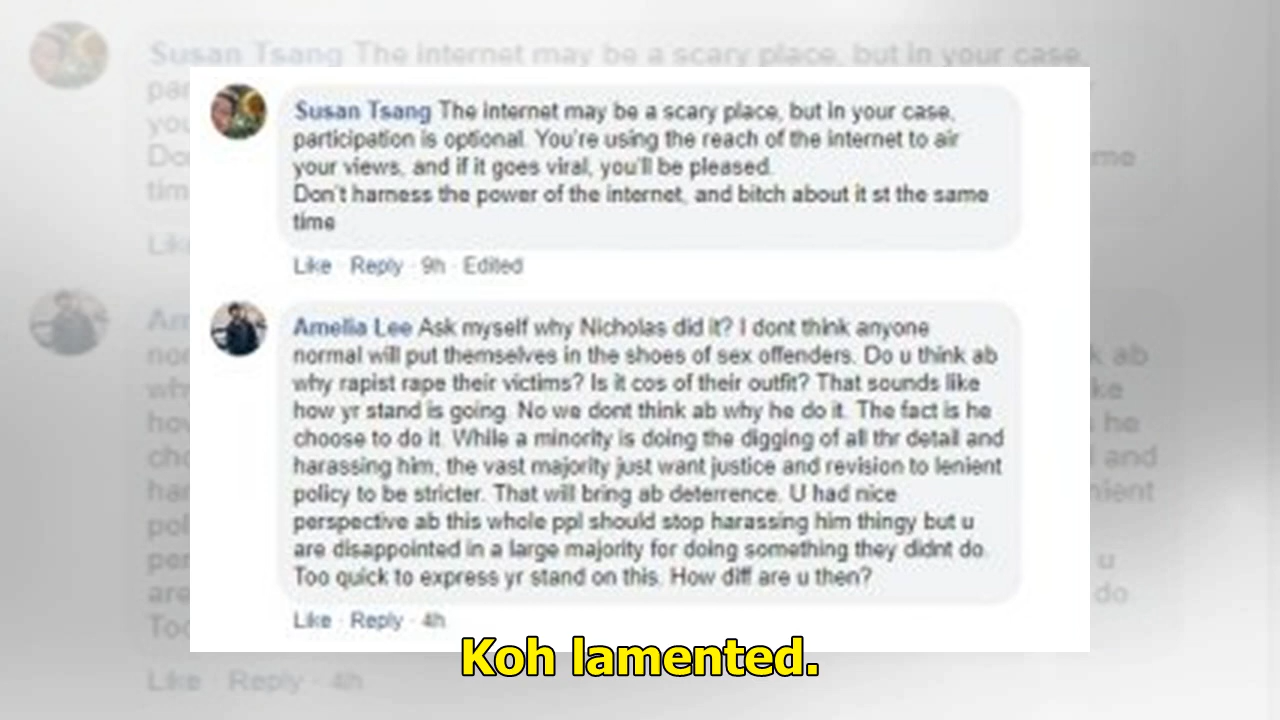 Susan Tsang The internet may be a scary place, but in your case,
participation is optional. You're using the reach of the internet to air
your views, and if it goes viral, you'll be pleased.
Don't harness the power of the internet, and bitch about it st the same
time
Like · Reply · 9h · Edited
Amelia Lee Ask myself why Nicholas did it? I dont think anyone
normal will put themselves in the shoes of sex offenders. Do u think ab
why rapist rape their victims? Is it cos of their outfit? That sounds like
how yr stand is going. No we dont think ab why he do it. The fact is he
choose to do it. While a minority is doing the digging of all thr detail and
harassing him, the vast majority just want justice and revision to lenient
policy to be stricter. That will bring ab deterrence. U had nice
perspective ab this whole ppl should stop harassing him thingy but u
are disappointed in a large majority for doing something they didnt do.
Too quick to express yr stand on this. How diff are u then?
Like · Reply · 4h
Koh lamented.